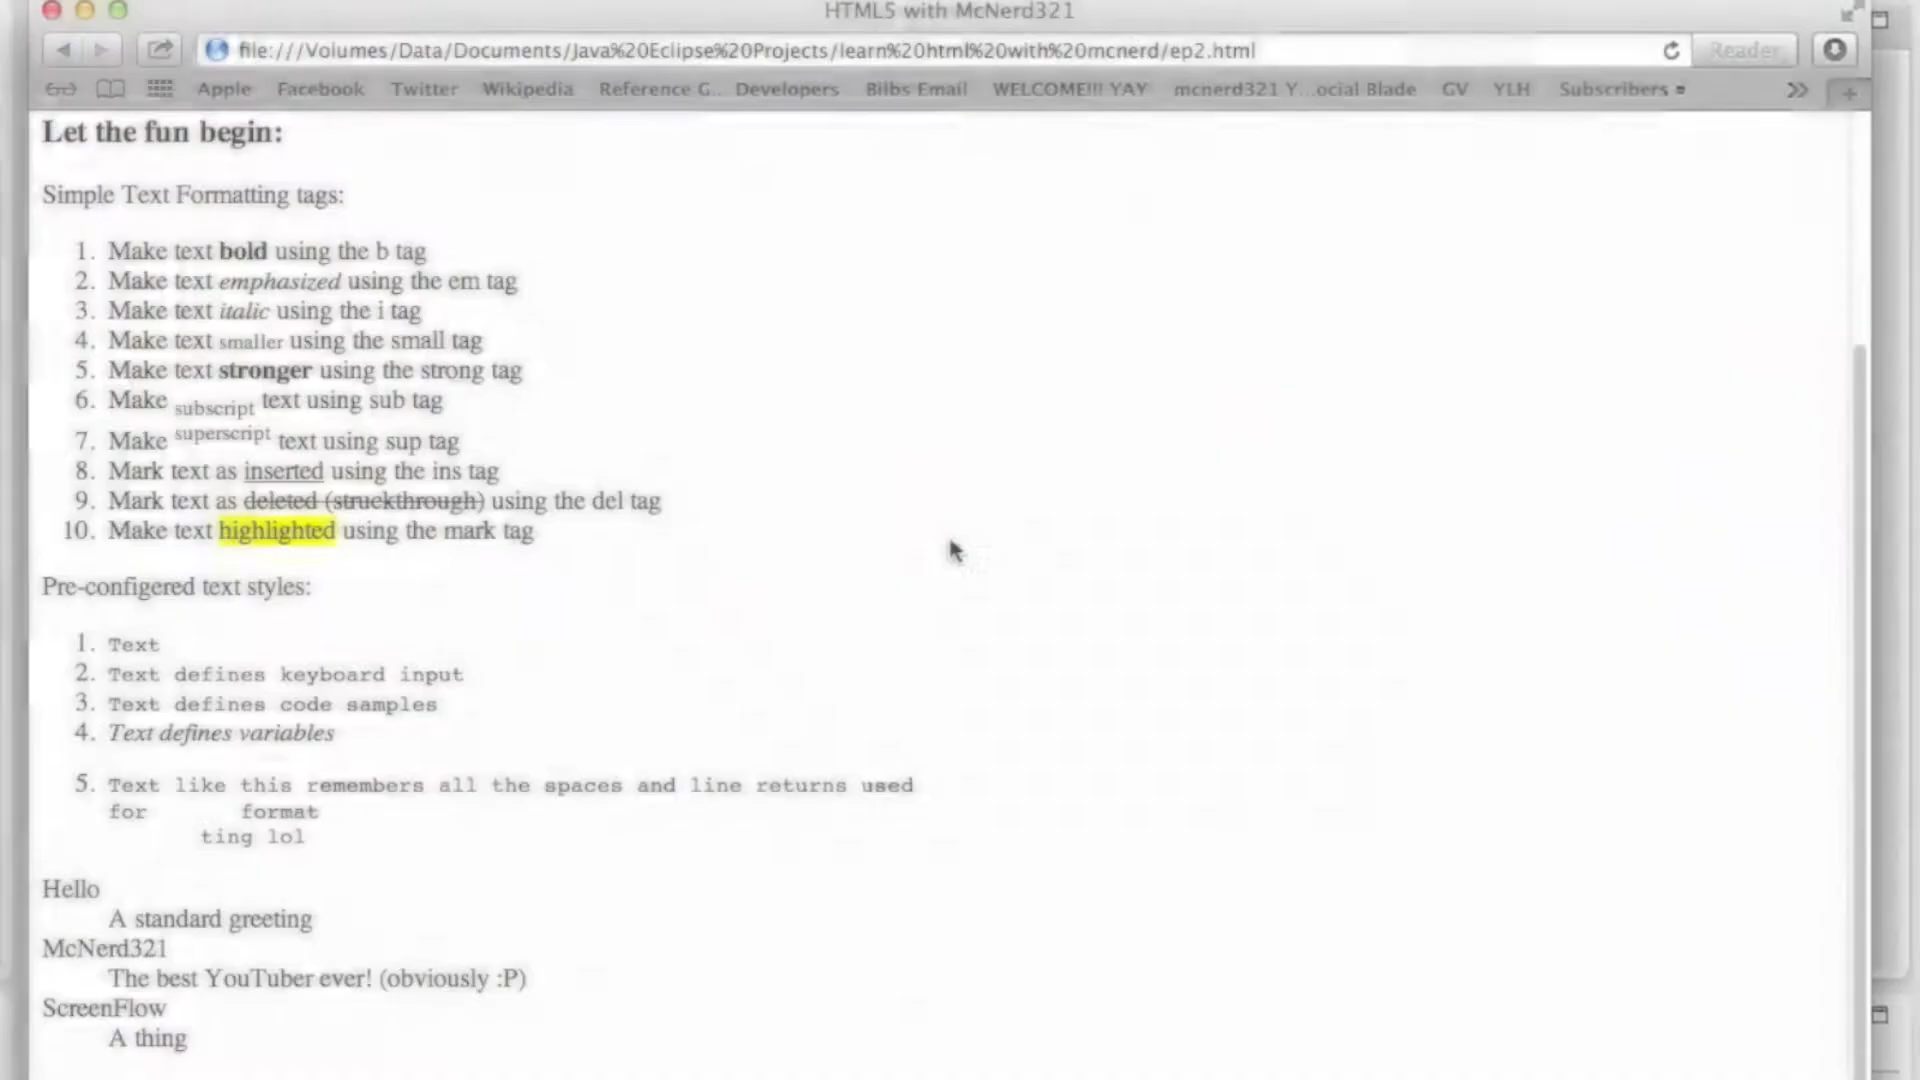 HTML5 with McNerd321
file:///Volumes/Data/Documents/Java%20Eclipse%20Projects/learn%20html%20with%20mcnerd/ep2.html
Reader
Apple Facebook Twitter Wikipedia Reference G... Developers Bilbs Email WELCOME!!! YAY mcnerd321 Y...ocial Blade GV YLH Subscribers
Let the fun begin:
Simple Text Formatting tags:
1. Make text bold using the b tag
2. Make text emphasized using the em tag
3. Make text italic using the i tag
4. Make text smaller using the small tag
5. Make text stronger using the strong tag
6. Make subscript text using sub tag
7. Make superscript text using sup tag
8. Mark text as inserted using the ins tag
9. Mark text as deleted (struckthrough) using the del tag
10. Make text highlighted using the mark tag
Pre-configered text styles:
1. Text
2. Text defines keyboard input
3. Text defines code samples
4. Text defines variables
5. Text like this remembers all the spaces and line returns used
for       format
ting lol
Hello
A standard greeting
McNerd321
The best YouTuber ever! (obviously :P)
ScreenFlow
A thing